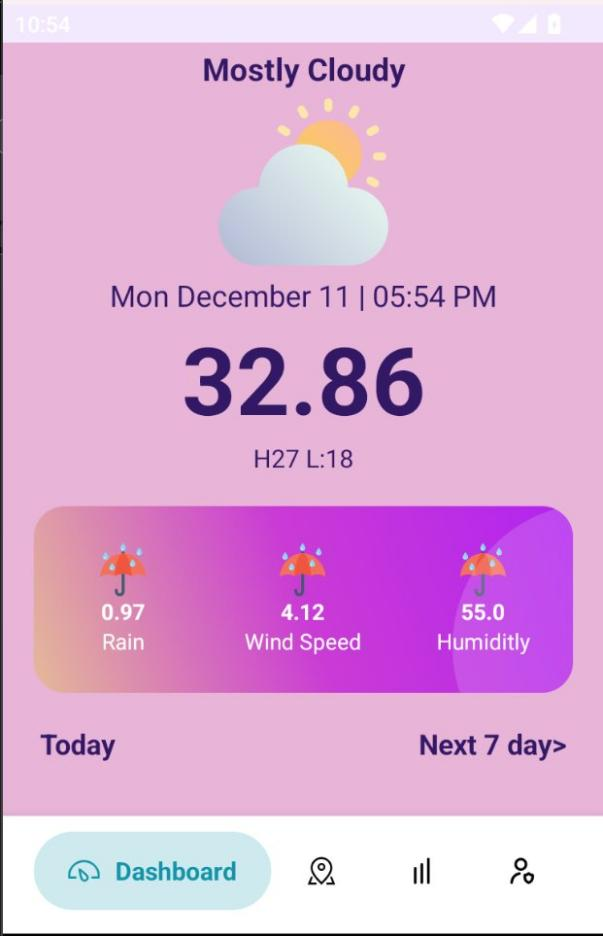 10:54
Mostly Cloudy
Mon December 11 | 05:54 PM
32.86
H27 L:18
0.97 4.12 55.0
Rain Wind Speed Humiditly
Today Next 7 day>
Dashboard